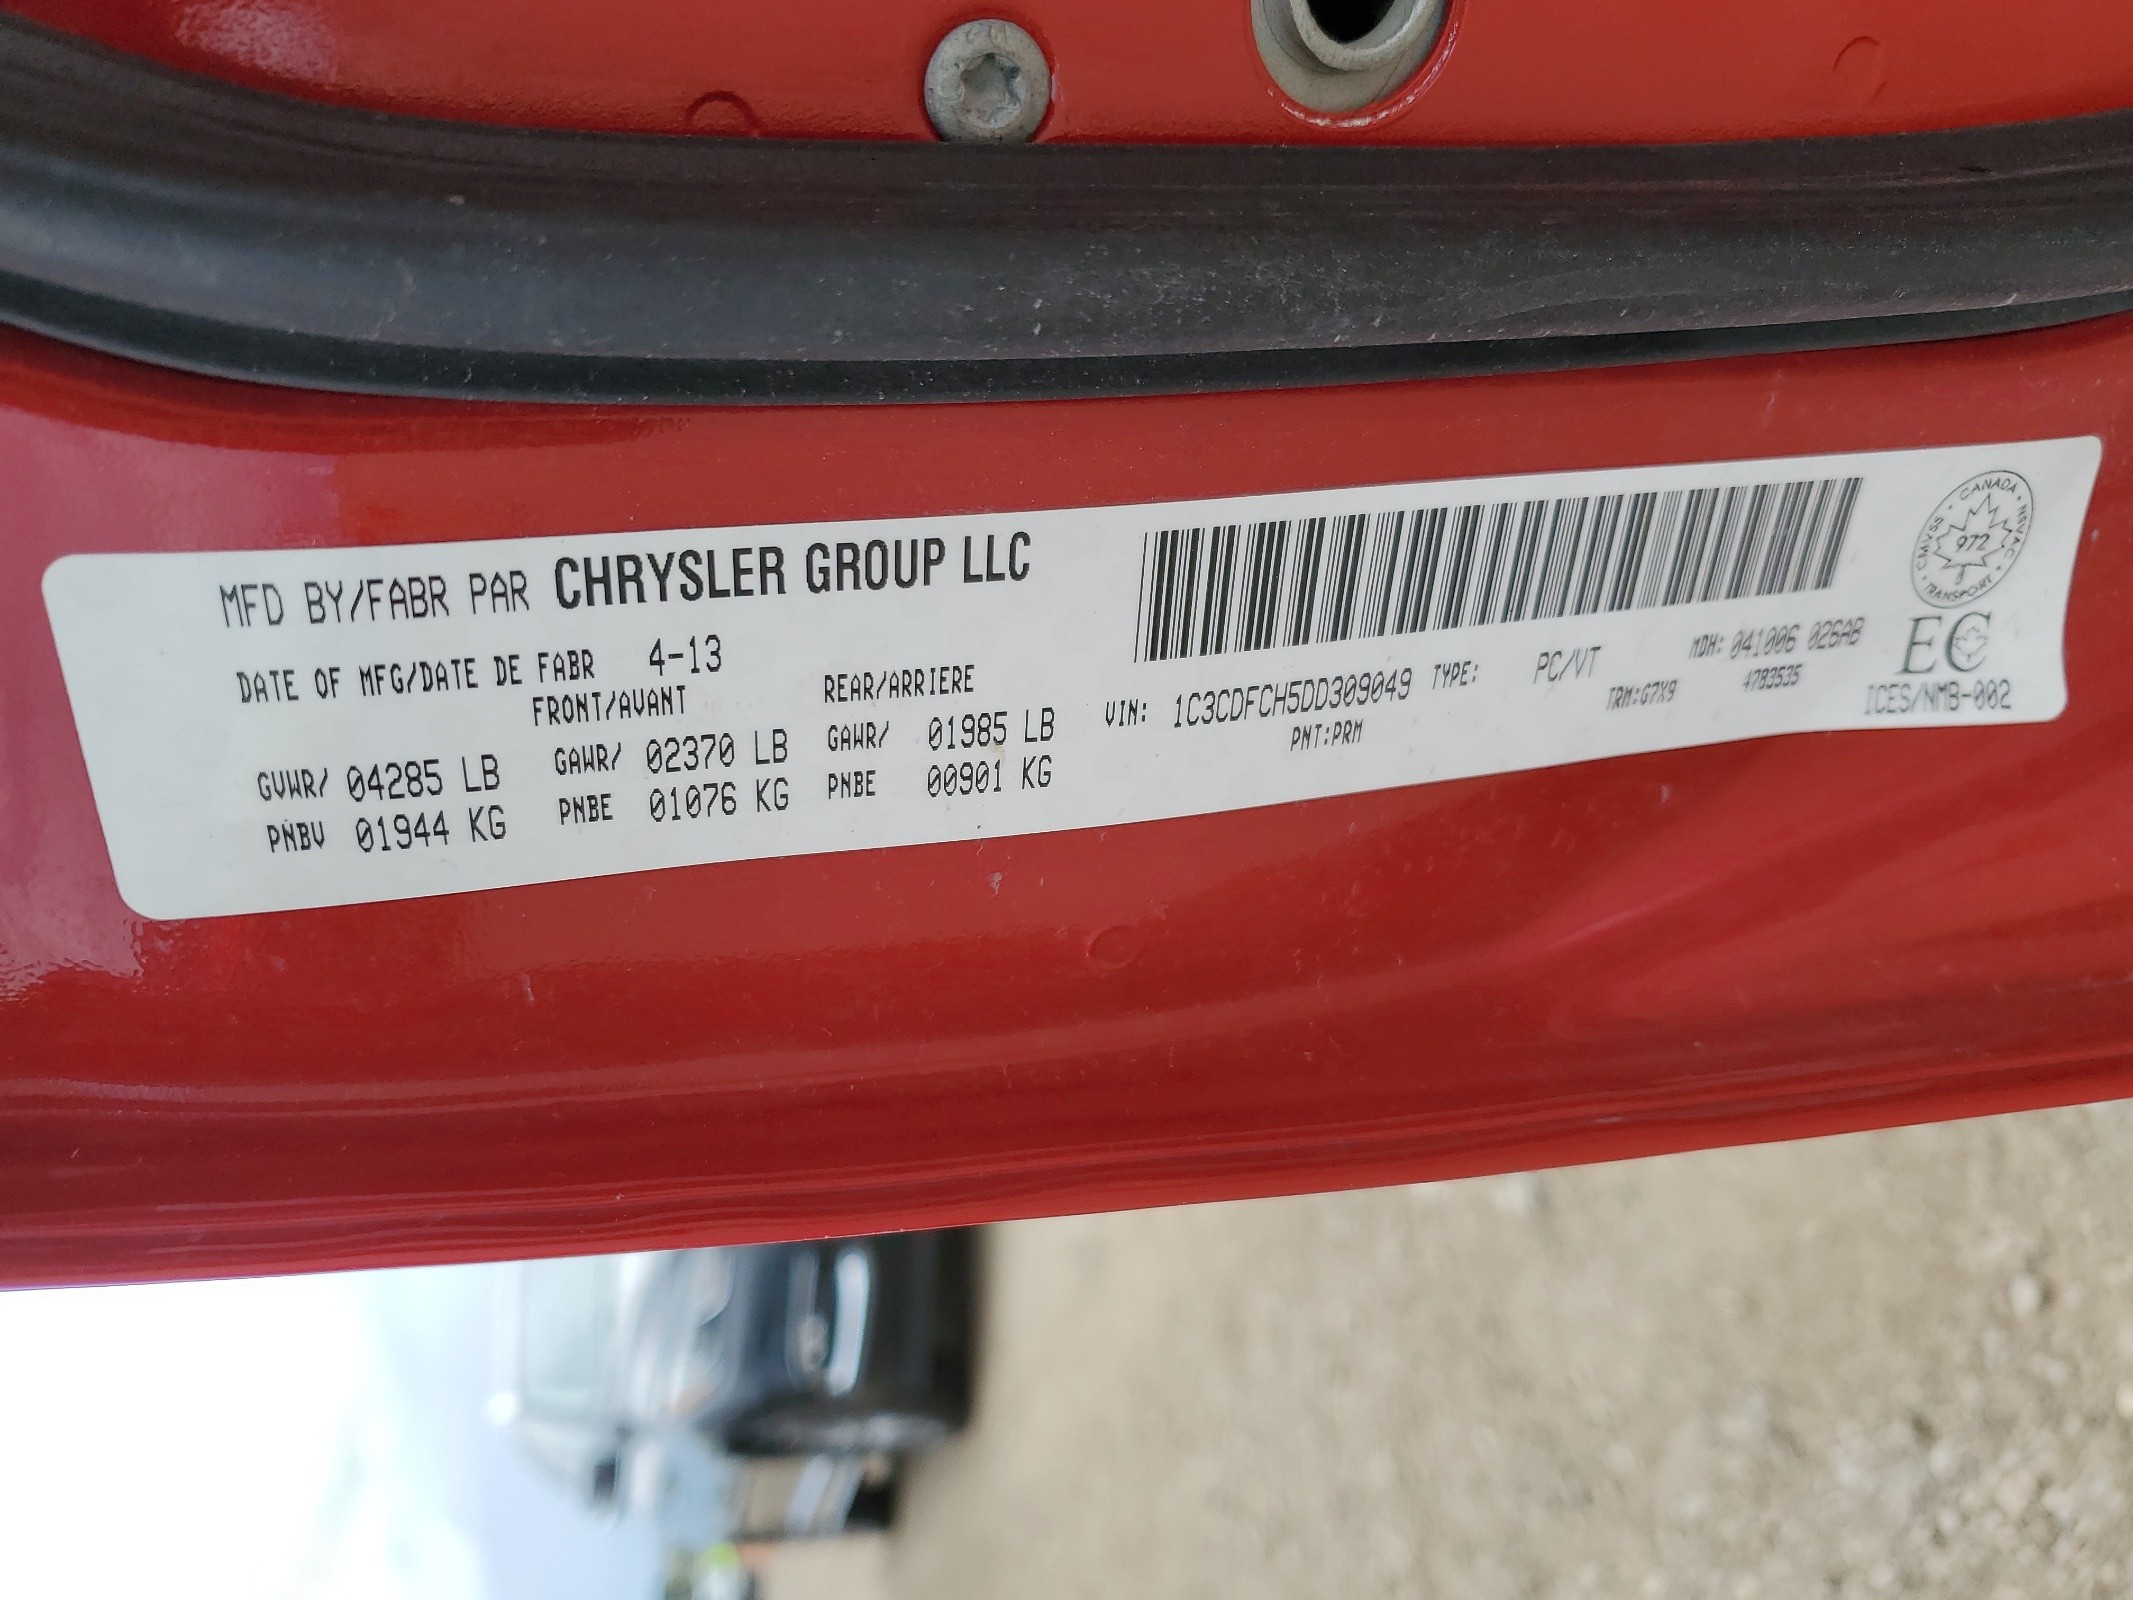 MFD BY/FABR PAR CHRYSLER GROUP LLC
DATE OF MFG/DATE DE FABR 4-13
FRONT/AVANT REAR/ARRIERE
GVWR/ 04285 LB GAWR/ 02370 LB GAWR/ 01985 LB
PNBV 01944 KG PNBE 01076 KG PNBE 00901 KG
VIN: 1C3CDFCH5DD309049 TYPE: PC/VT MDH: 041006 026AB
PNT:PRM TRM:G7X9 4783535
CANADA · NSVAC · TRANSPORT · CMVSS
972
EC
ICES/NMB-002